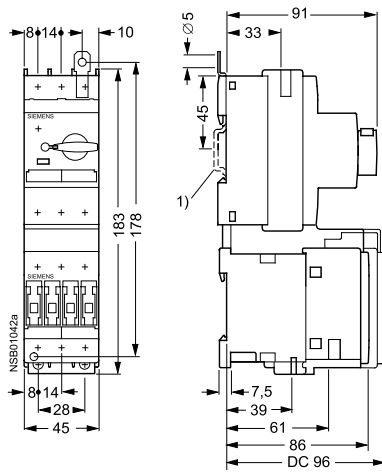 91
8 14 10
Ø 5
33
SIEMENS
45
1)
183
178
SIEMENS
NSB01042a
8 14
7,5
28
39
61
45
86
DC 96